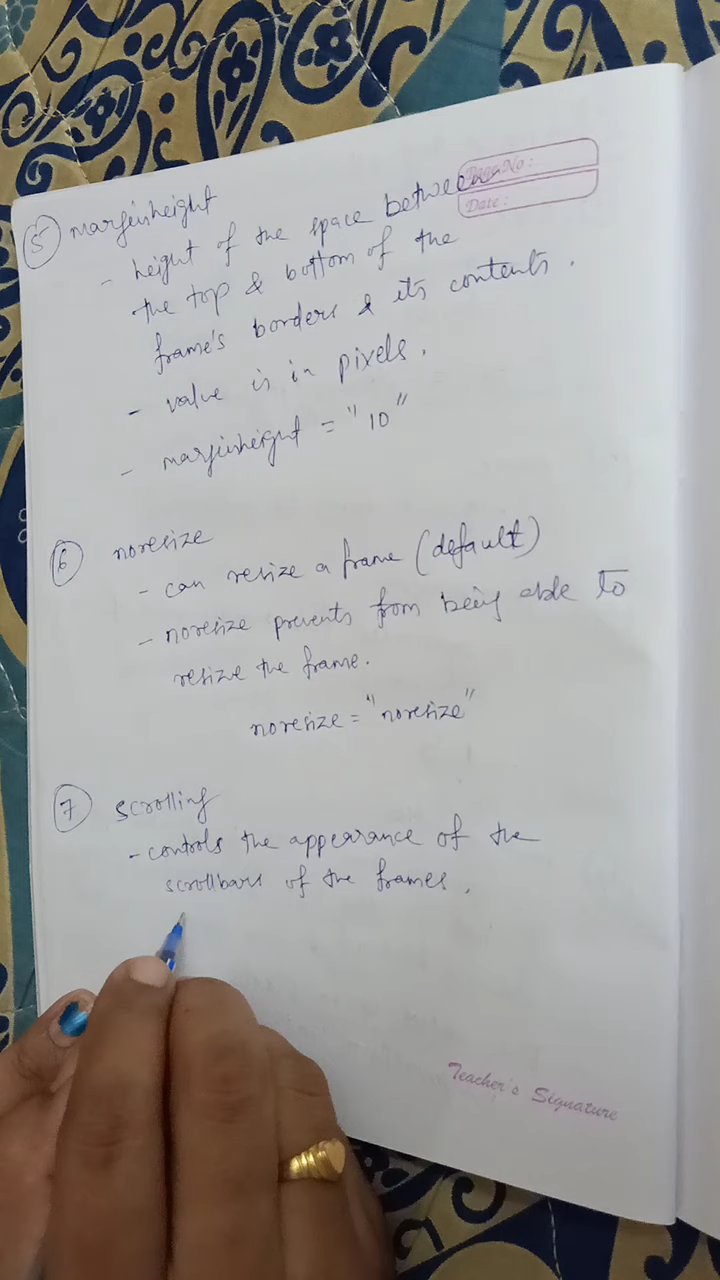 Page No:
Date:
5 marginheight
- height of the space between
the top & bottom of the
frame's borders & its contents.
- value is in pixels.
- marginheight = "10"
6 noresize
- can resize a frame (default)
- noresize prevents from being able to
resize the frame.
noresize = "noresize"
7 scrolling
- controls the appearance of the
scrollbars of the frames.
Teacher's Signature